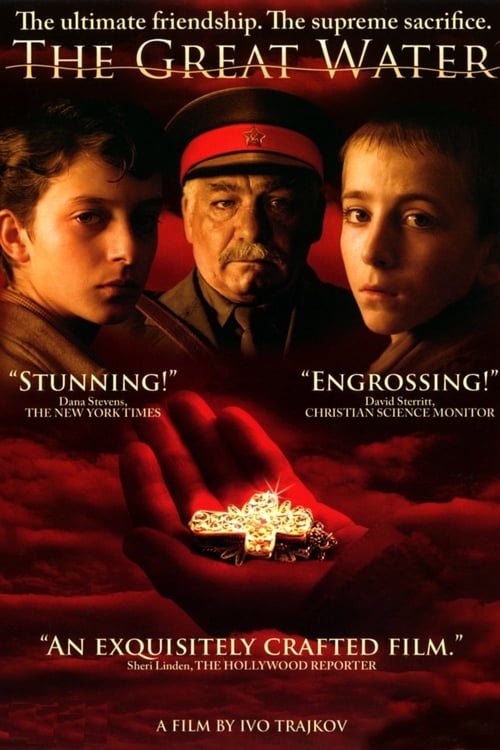 The ultimate friendship. The supreme sacrifice.
THE GREAT WATER
“STUNNING!”
Dana Stevens,
THE NEW YORK TIMES
“ENGROSSING!”
David Sterritt,
CHRISTIAN SCIENCE MONITOR
“AN EXQUISITELY CRAFTED FILM.”
Sheri Linden, THE HOLLYWOOD REPORTER
A FILM BY IVO TRAJKOV